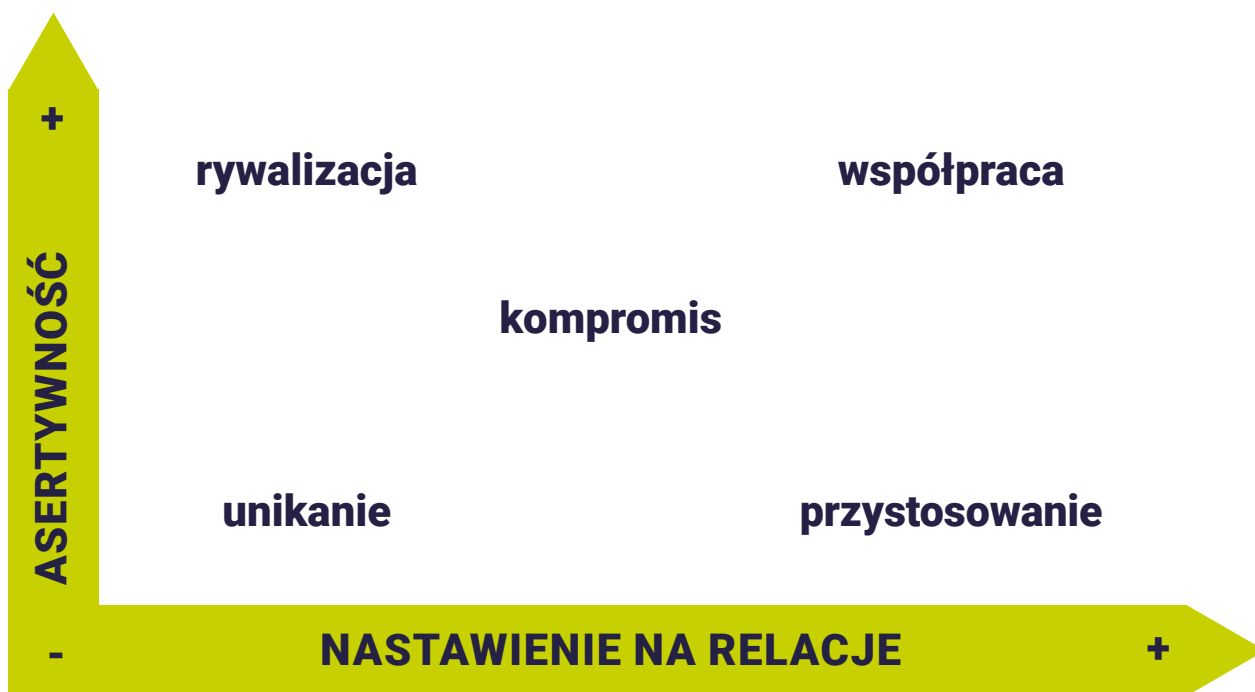 +
rywalizacja
współpraca
ASERTYWNOŚĆ
kompromis
unikanie
przystosowanie
-
NASTAWIENIE NA RELACJE
+